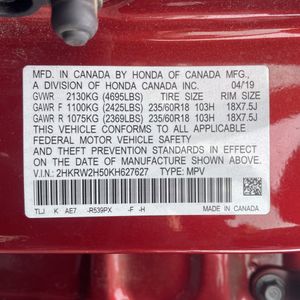 MFD. IN CANADA BY HONDA OF CANADA MFG.,
A DIVISION OF HONDA CANADA INC. 04/19
GVWR 2130KG (4695LBS) TIRE SIZE RIM SIZE
GAWR F 1100KG (2425LBS) 235/60R18 103H 18X7.5J
GAWR R 1075KG (2369LBS) 235/60R18 103H 18X7.5J
THIS VEHICLE CONFORMS TO ALL APPLICABLE
FEDERAL MOTOR VEHICLE SAFETY
AND THEFT PREVENTION STANDARDS IN EFFECT
ON THE DATE OF MANUFACTURE SHOWN ABOVE.
V.I.N.: 2HKRW2H50KH627627 TYPE: MPV
TLJ K AE7 -R539PX -F -H
MADE IN CANADA